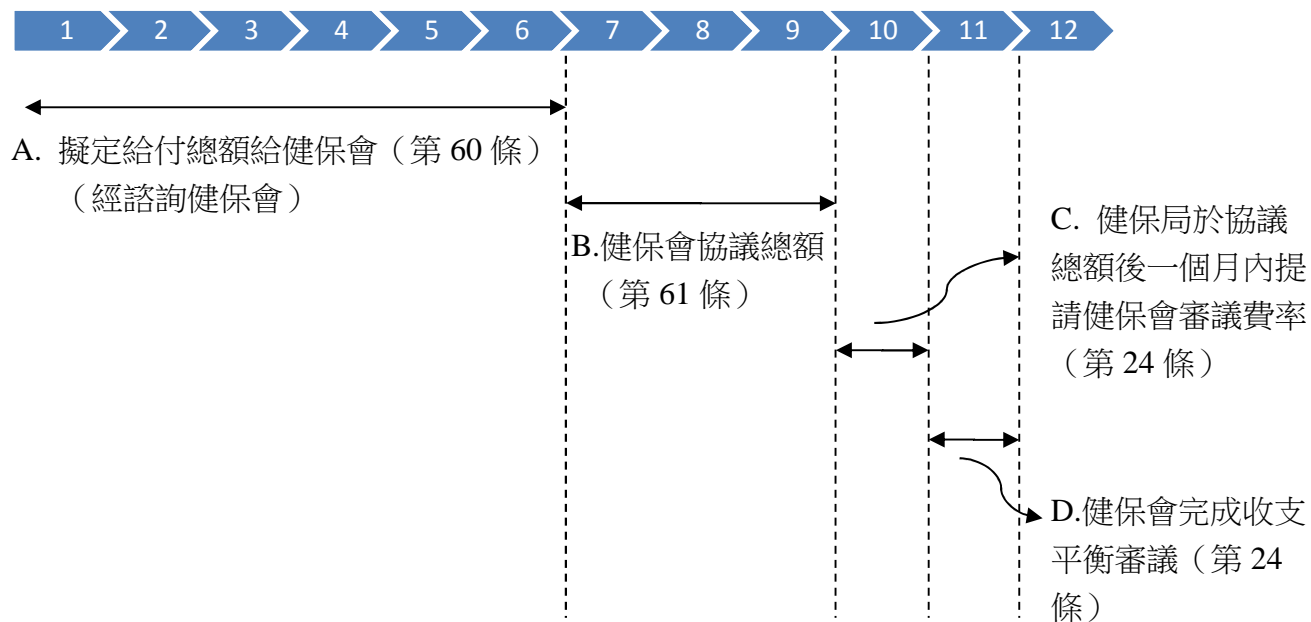 1 2 3 4 5 6 7 8 9 10 11 12
A. 擬定給付總額給健保會（第 60 條）
（經諮詢健保會）
B.健保會協議總額
（第 61 條）
C. 健保局於協議
總額後一個月內提
請健保會審議費率
（第 24 條）
D.健保會完成收支
平衡審議（第 24
條）